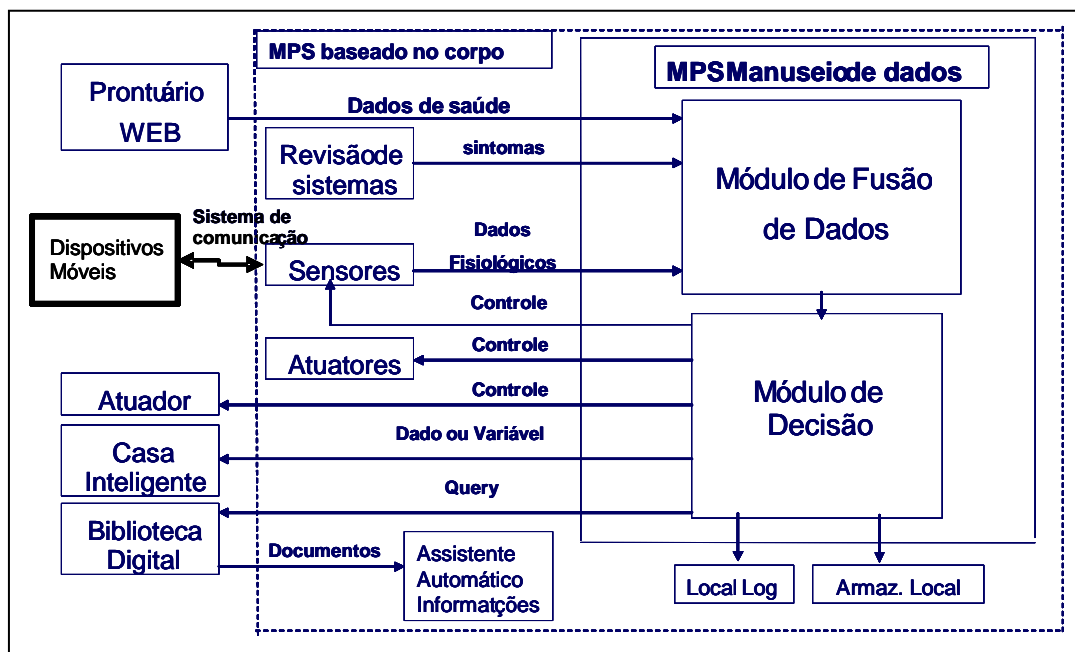 MPS baseado no corpo
MPSManuseiode dados
Prontuário
WEB
Dados de saúde
Revisãode
sistemas
sintomas
Módulo de Fusão
de Dados
Sistema de
comunicação
Dispositivos
Móveis
Sensores
Dados
Fisiológicos
Controle
Atuatores
Controle
Atuador
Controle
Módulo de
Decisão
Casa
Inteligente
Dado ou Variável
Query
Biblioteca
Digital
Documentos
Assistente
Automático
Informatções
Local Log
Armaz. Local